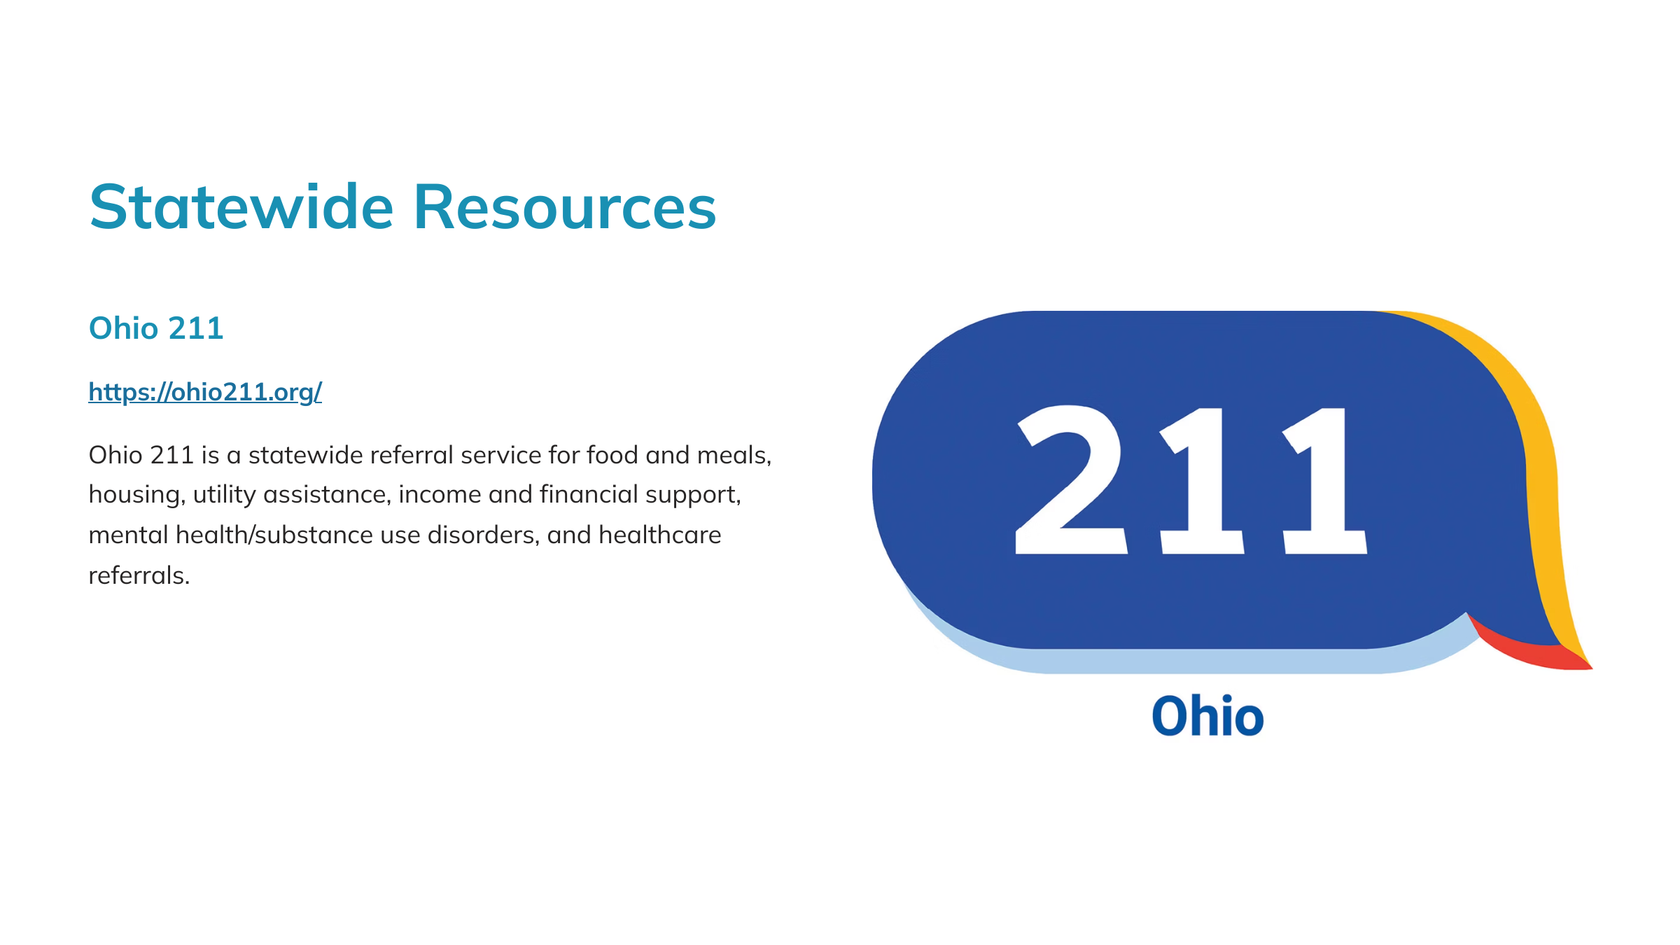 Statewide Resources
Ohio 211
https://ohio211.org/
Ohio 211 is a statewide referral service for food and meals,
housing, utility assistance, income and financial support,
mental health/substance use disorders, and healthcare
referrals.
211
Ohio